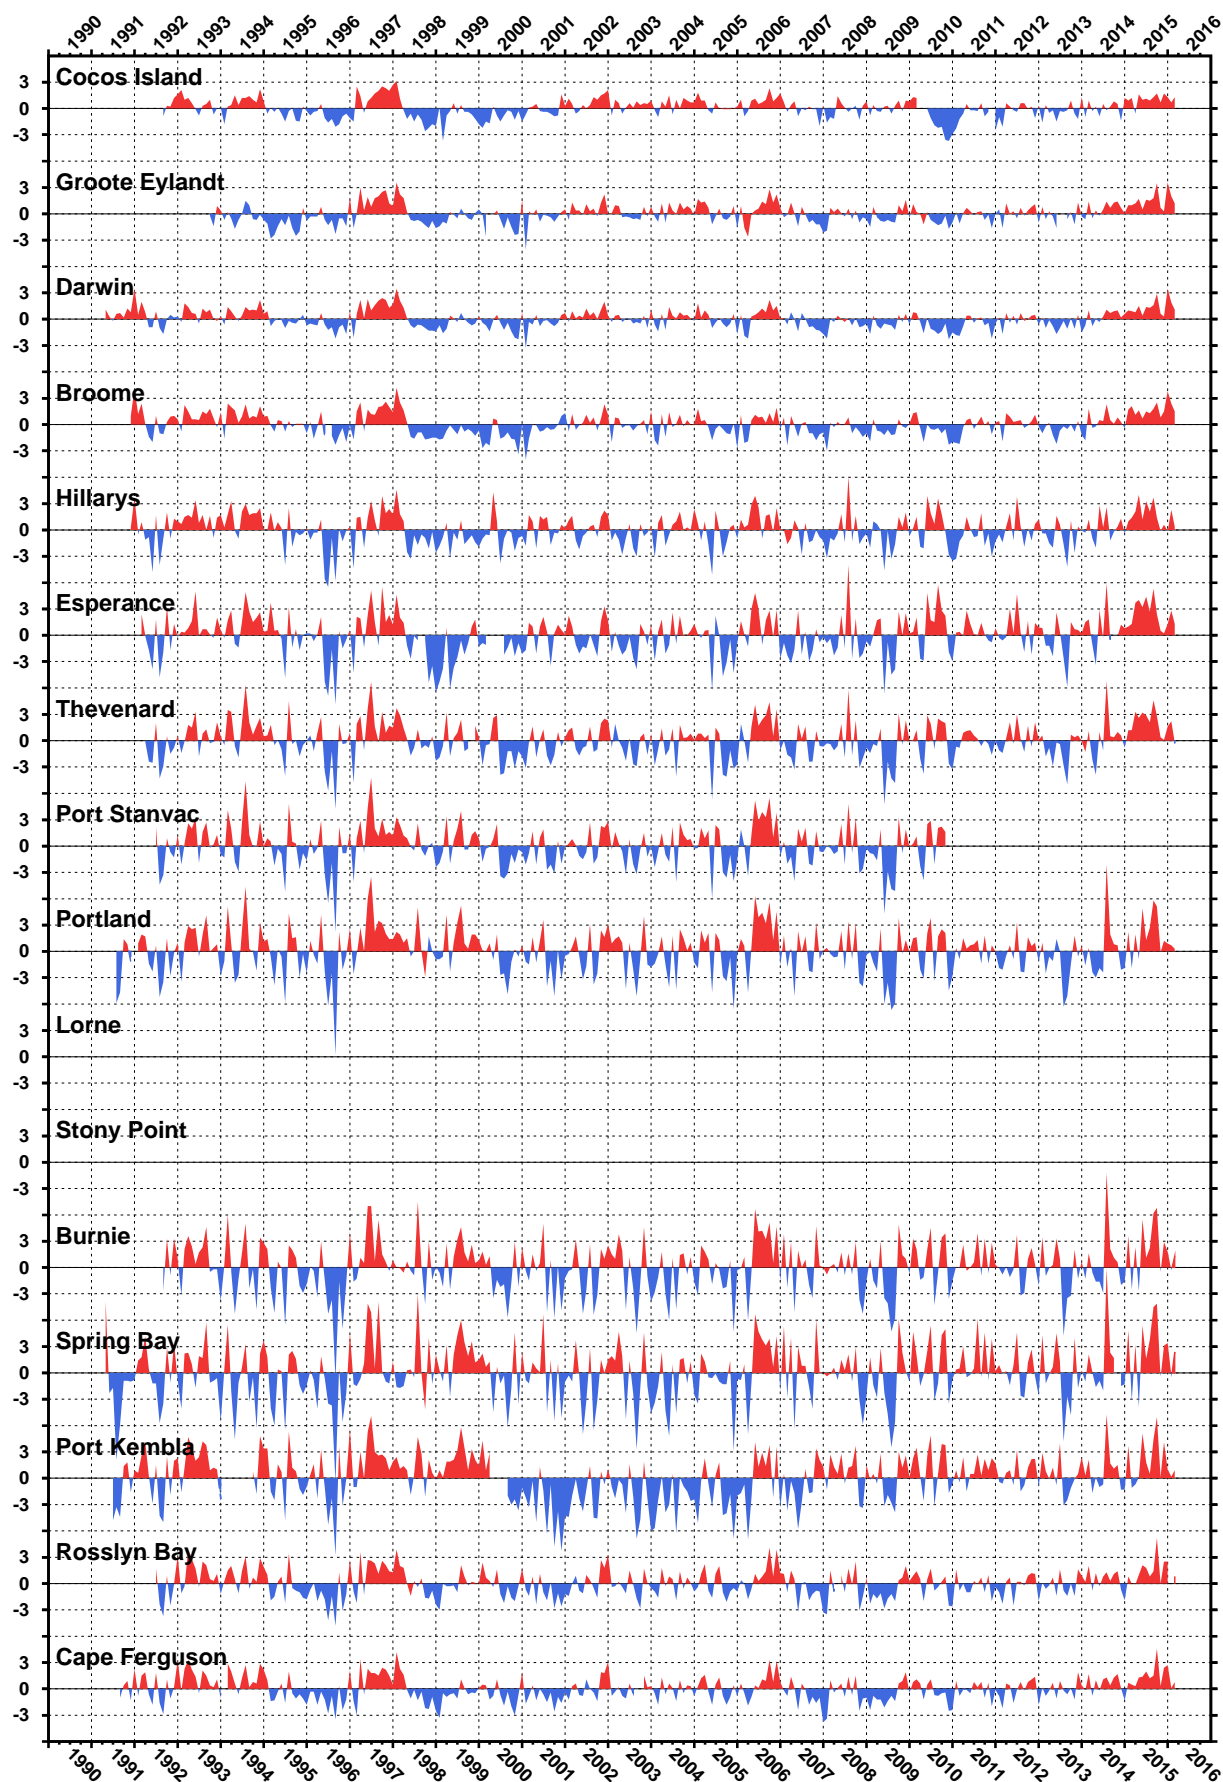 1990 1991 1992 1993 1994 1995 1996 1997 1998 1999 2000 2001 2002 2003 2004 2005 2006 2007 2008 2009 2010 2011 2012 2013 2014 2015 2016
Cocos Island
3
0
-3
Groote Eylandt
3
0
-3
Darwin
3
0
-3
Broome
3
0
-3
Hillarys
3
0
-3
Esperance
3
0
-3
Thevenard
3
0
-3
Port Stanvac
3
0
-3
Portland
3
0
-3
Lorne
3
0
-3
Stony Point
3
0
-3
Burnie
3
0
-3
Spring Bay
3
0
-3
Port Kembla
3
0
-3
Rosslyn Bay
3
0
-3
Cape Ferguson
3
0
-3
1990 1991 1992 1993 1994 1995 1996 1997 1998 1999 2000 2001 2002 2003 2004 2005 2006 2007 2008 2009 2010 2011 2012 2013 2014 2015 2016